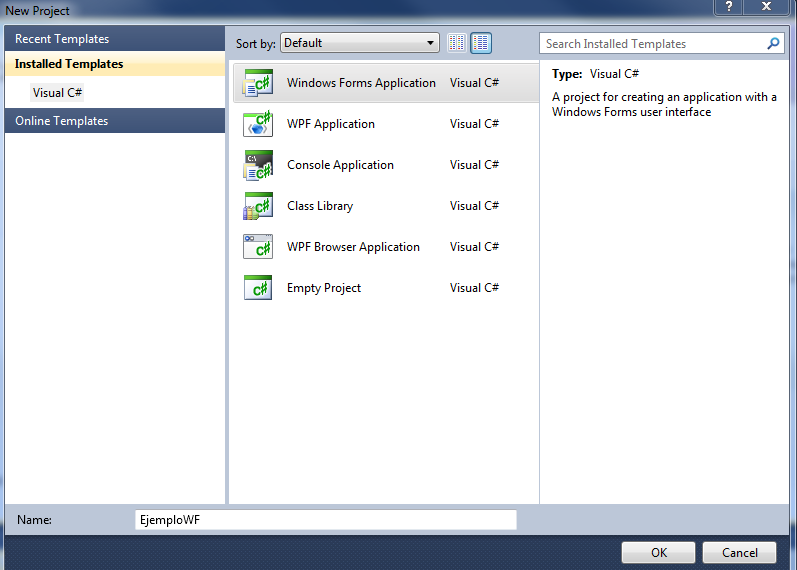 New Project
Recent Templates
Installed Templates
Visual C#
Online Templates
Sort by: Default
Search Installed Templates
Windows Forms Application Visual C#
WPF Application Visual C#
Console Application Visual C#
Class Library Visual C#
WPF Browser Application Visual C#
Empty Project Visual C#
Type: Visual C#
A project for creating an application with a
Windows Forms user interface
Name: EjemploWF
OK Cancel